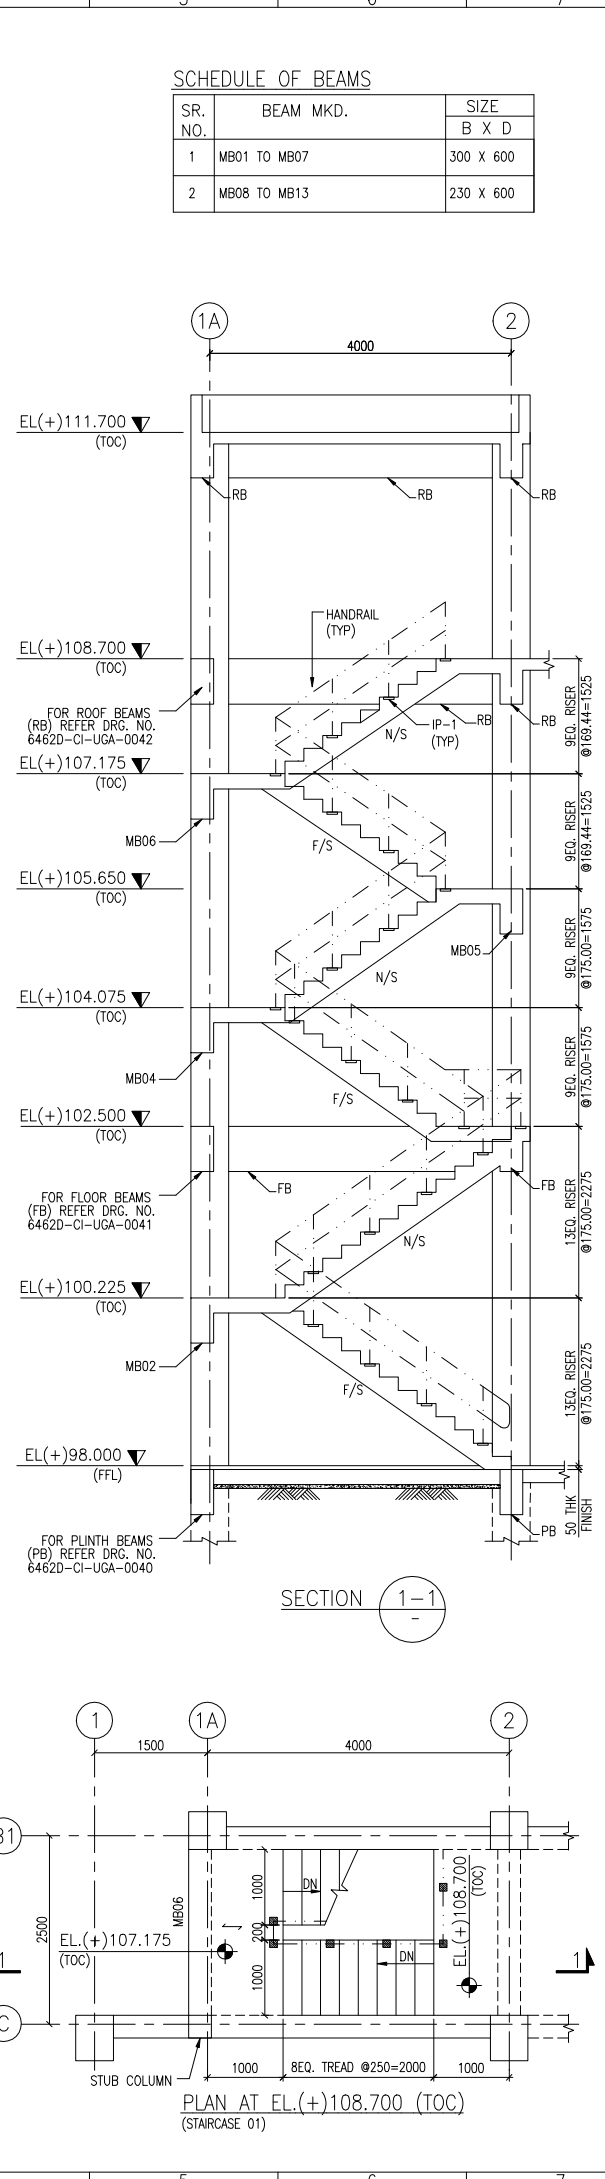 SCHEDULE OF BEAMS
SR. NO.
BEAM MKD.
SIZE
B X D
1 MB01 TO MB07 300 X 600
2 MB08 TO MB13 230 X 600
1A 2
4000
EL(+)111.700
(TOC)
RB RB RB
HANDRAIL
(TYP)
EL(+)108.700
(TOC)
FOR ROOF BEAMS
(RB) REFER DRG. NO.
6462D-CI-UGA-0042
IP-1
(TYP)
RB RB
N/S
9EQ. RISER
@169.44=1525
EL(+)107.175
(TOC)
MB06
F/S
9EQ. RISER
@169.44=1525
EL(+)105.650
(TOC)
MB05
N/S
9EQ. RISER
@175.00=1575
EL(+)104.075
(TOC)
MB04
F/S
9EQ. RISER
@175.00=1575
EL(+)102.500
(TOC)
FOR FLOOR BEAMS
(FB) REFER DRG. NO.
6462D-CI-UGA-0041
FB FB
N/S
13EQ. RISER
@175.00=2275
EL(+)100.225
(TOC)
MB02
F/S
13EQ. RISER
@175.00=2275
EL(+)98.000
(FFL)
50 THK
FINISH
PB
FOR PLINTH BEAMS
(PB) REFER DRG. NO.
6462D-CI-UGA-0040
SECTION 1-1
-
1 1A 2
1500 4000
B1
2500
MB06
1000
200
1000
DN
DN
EL.(+)108.700
(TOC)
EL.(+)107.175
(TOC)
1 1
C
STUB COLUMN
1000 8EQ. TREAD @250=2000 1000
PLAN AT EL.(+)108.700 (TOC)
(STAIRCASE 01)